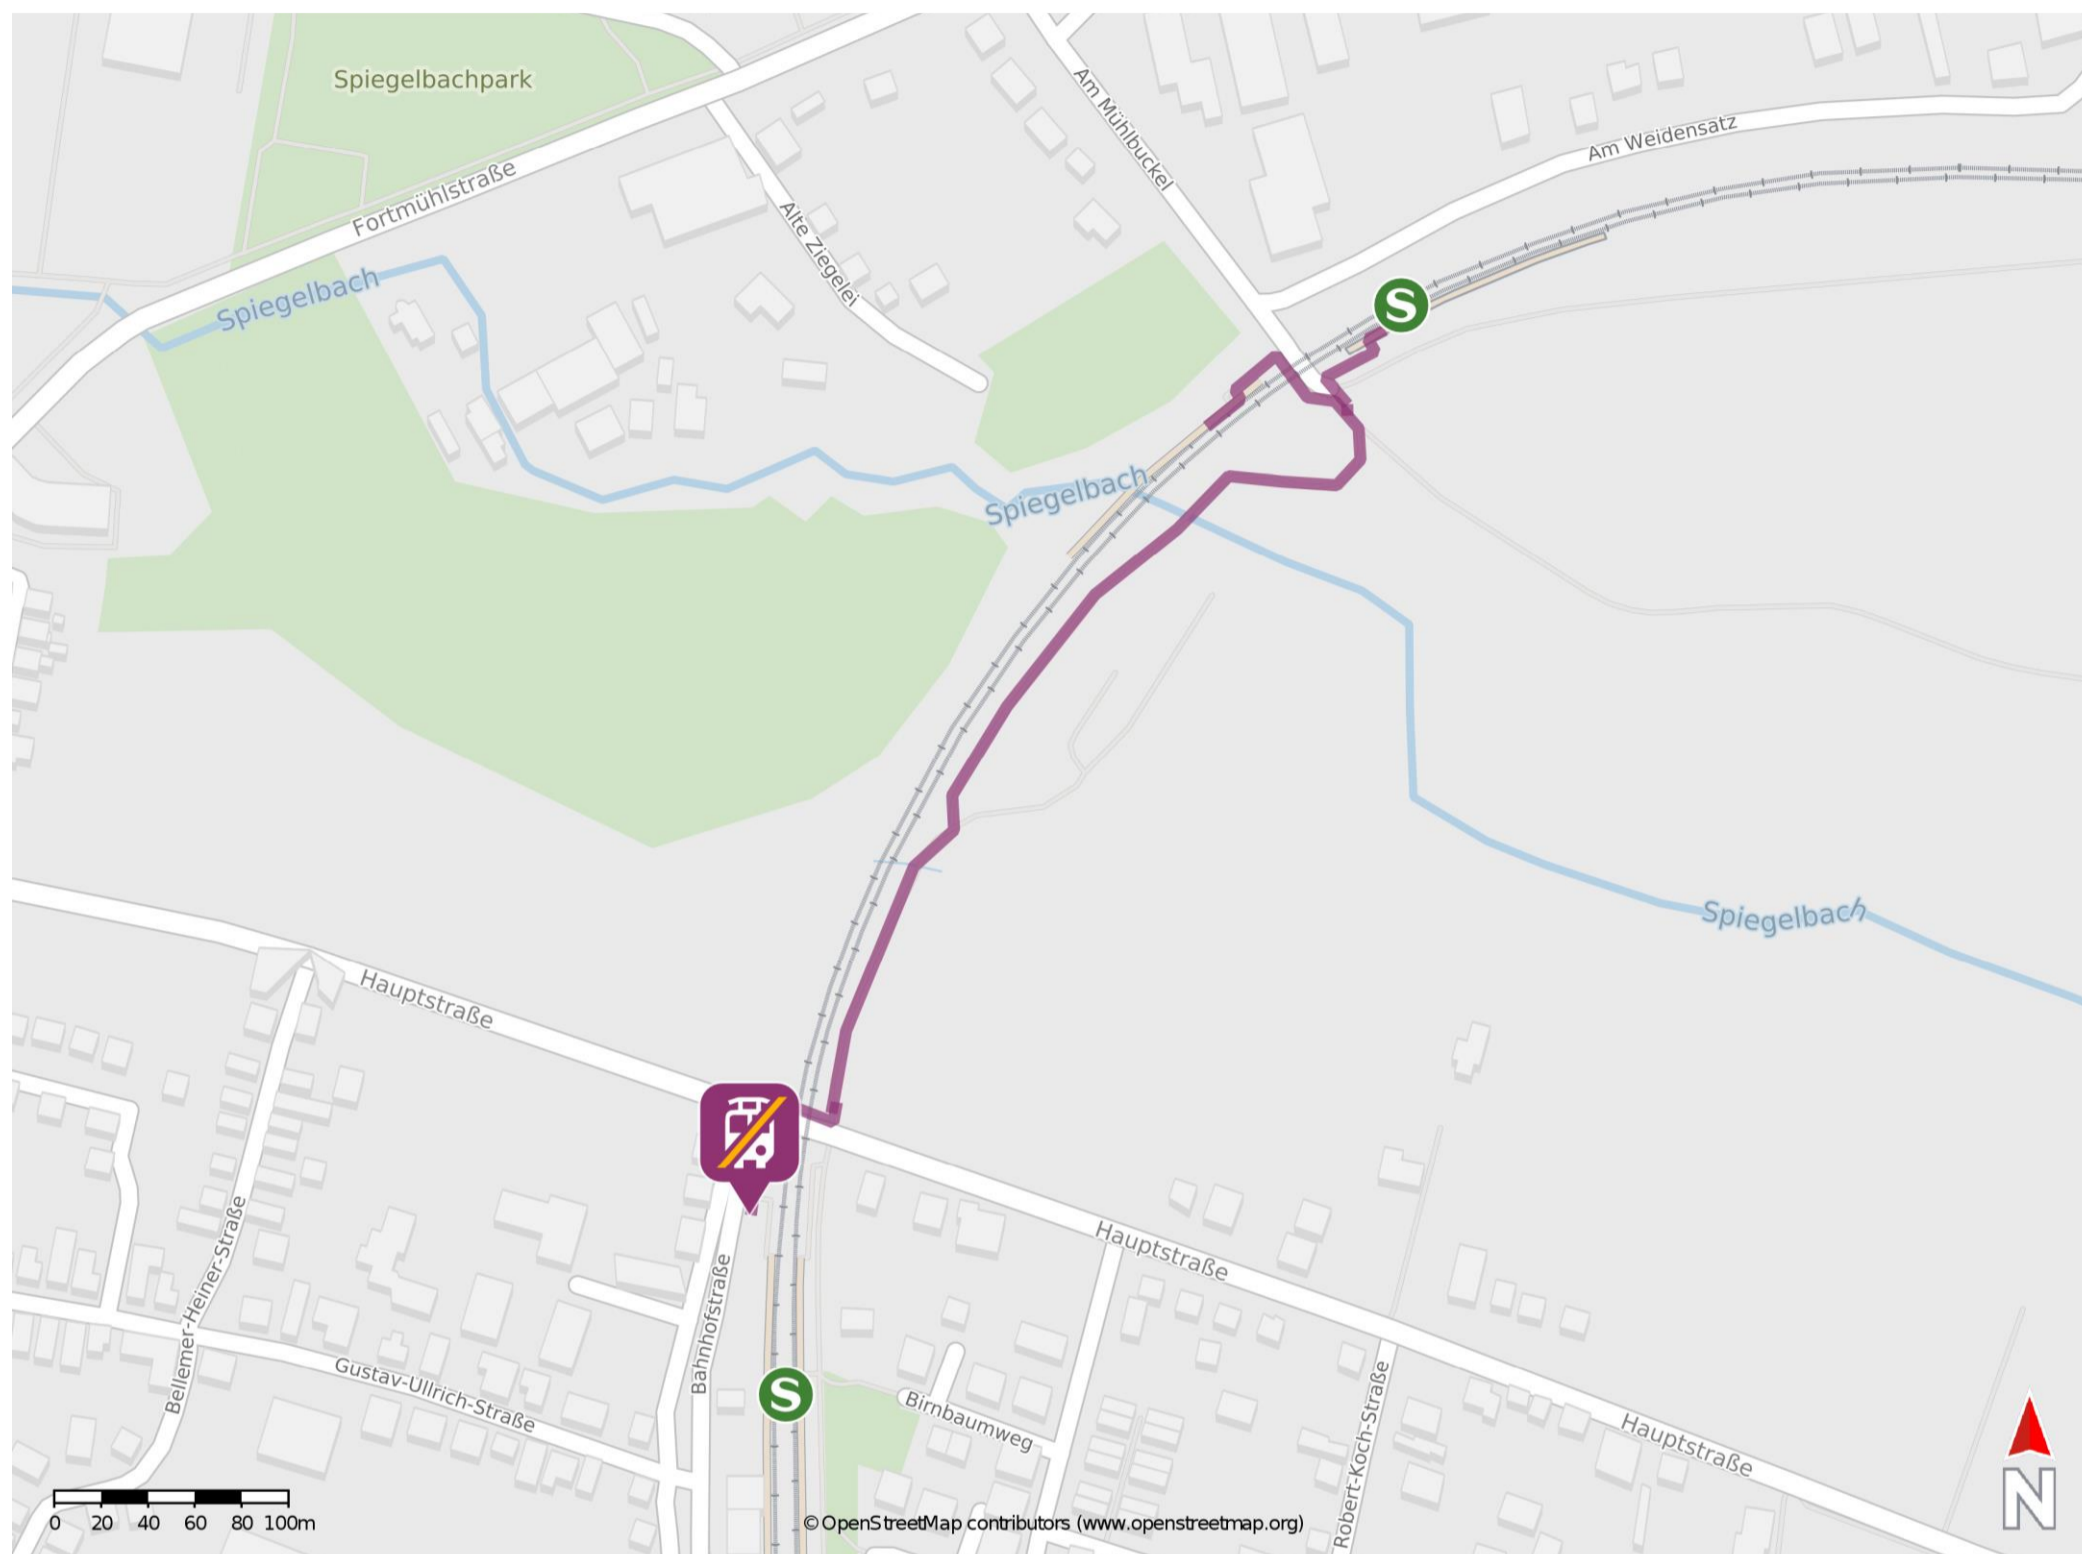 Spiegelbachpark
Am Mühlbuckel
Am Weidensatz
Fortmühlstraße
Alte Ziegelei
Spiegelbach
S
Spiegelbach
Spiegelbach
Hauptstraße
Hauptstraße
Bellemer-Heiner-Straße
Bahnhofstraße
Gustav-Ullrich-Straße
S
Birnbaumweg
Robert-Koch-Straße
Hauptstraße
N
0 20 40 60 80 100m
© OpenStreetMap contributors (www.openstreetmap.org)